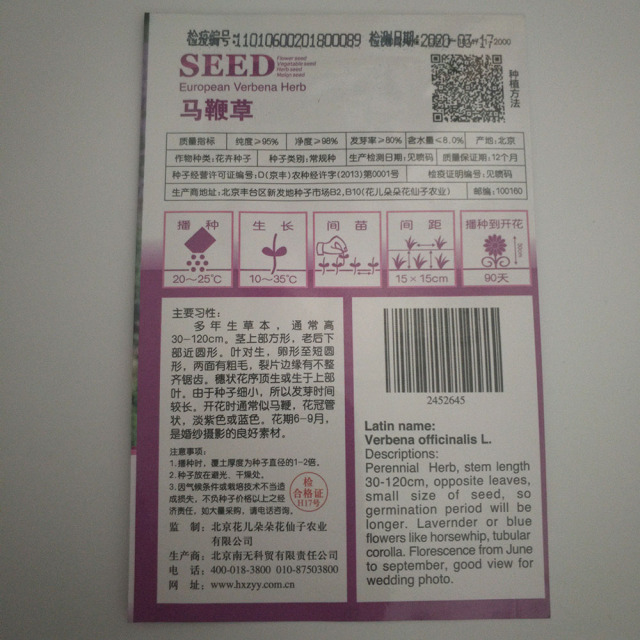 检疫编号:11010600201800089 检测日期:2020-03-17
SEED
Flower seed
Vegetable seed
Herb seed
European Verbena Herb
马鞭草
种植方法
质量指标 纯度≥95% 净度≥98% 发芽率≥80% 含水量≤8.0% 产地:北京
作物种类:花卉种子 种子类别:常规种 生产检测日期:见喷码 质量保证期:12个月
种子经营许可证编号:D(京丰)农种经许字(2013)第0001号 检疫证明编号:见喷码
生产商地址:北京丰台区新发地种子市场B2,B10(花儿朵朵花仙子农业) 邮编:100160
播种 生长 间苗 间距 播种到开花
20~25℃ 10~35℃ 15×15cm 90天
主要习性:
多年生草本,通常高
30-120cm。茎上部方形,老后下
部近圆形。叶对生,卵形至短圆
形,两面有粗毛,裂片边缘有不整
齐锯齿。穗状花序顶生或生于上部
叶。由于种子细小,所以发芽时间
较长。开花时通常似马鞭,花冠管
状,淡紫色或蓝色。花期6-9月,
是婚纱摄影的良好素材。
注意事项:
1.播种时,覆土厚度为种子直径的1-2倍。
2.种子放在避光、干燥处。
3.因气候条件或栽培技术不当造
成损失,不负种子价格以上之经
济责任,如大量采购,请电话咨询。
检
合格证
H17号
监制:北京花儿朵朵花仙子农业
有限公司
生产商:北京南无科贸有限责任公司
电话:400-018-3800 010-87503800
网址:www.hxzyy.com.cn
2452645
Latin name:
Verbena officinalis L.
Descriptions:
Perennial Herb, stem length
30-120cm, opposite leaves,
small size of seed, so
germination period will be
longer. Lavernder or blue
flowers like horsewhip, tubular
corolla. Florescence from June
to september, good view for
wedding photo.